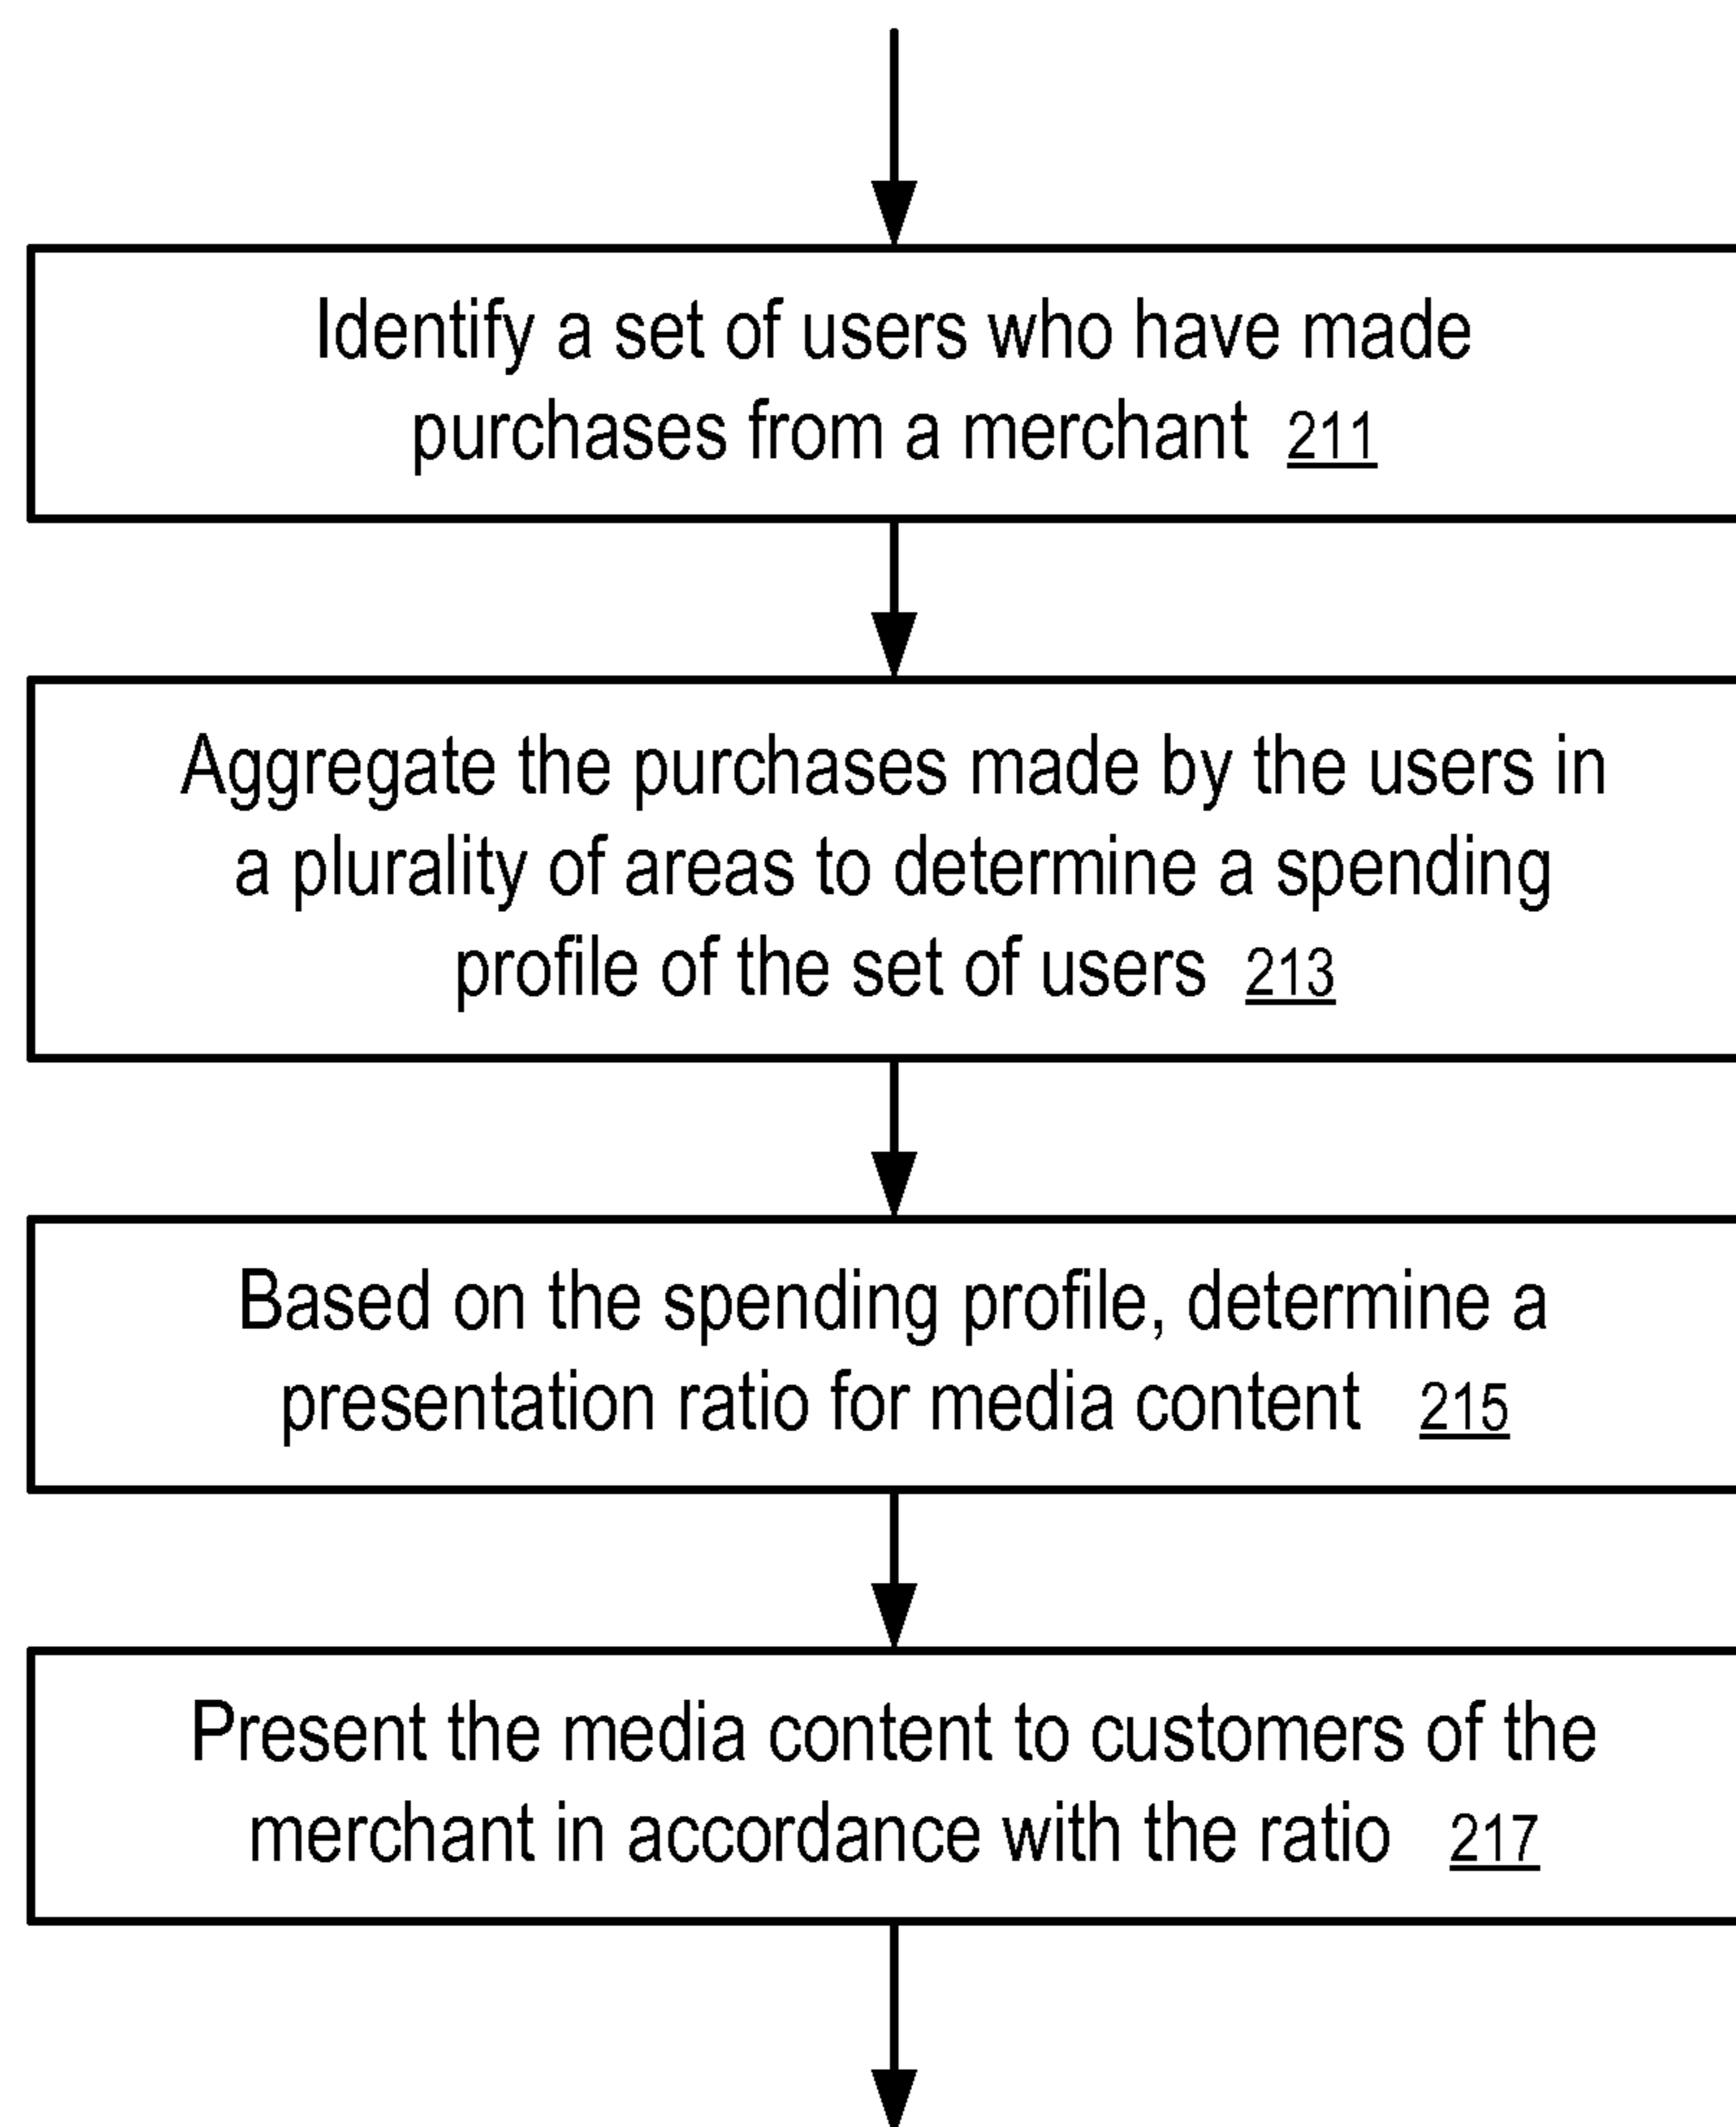 Identify a set of users who have made
purchases from a merchant 211
Aggregate the purchases made by the users in
a plurality of areas to determine a spending
profile of the set of users 213
Based on the spending profile, determine a
presentation ratio for media content 215
Present the media content to customers of the
merchant in accordance with the ratio 217